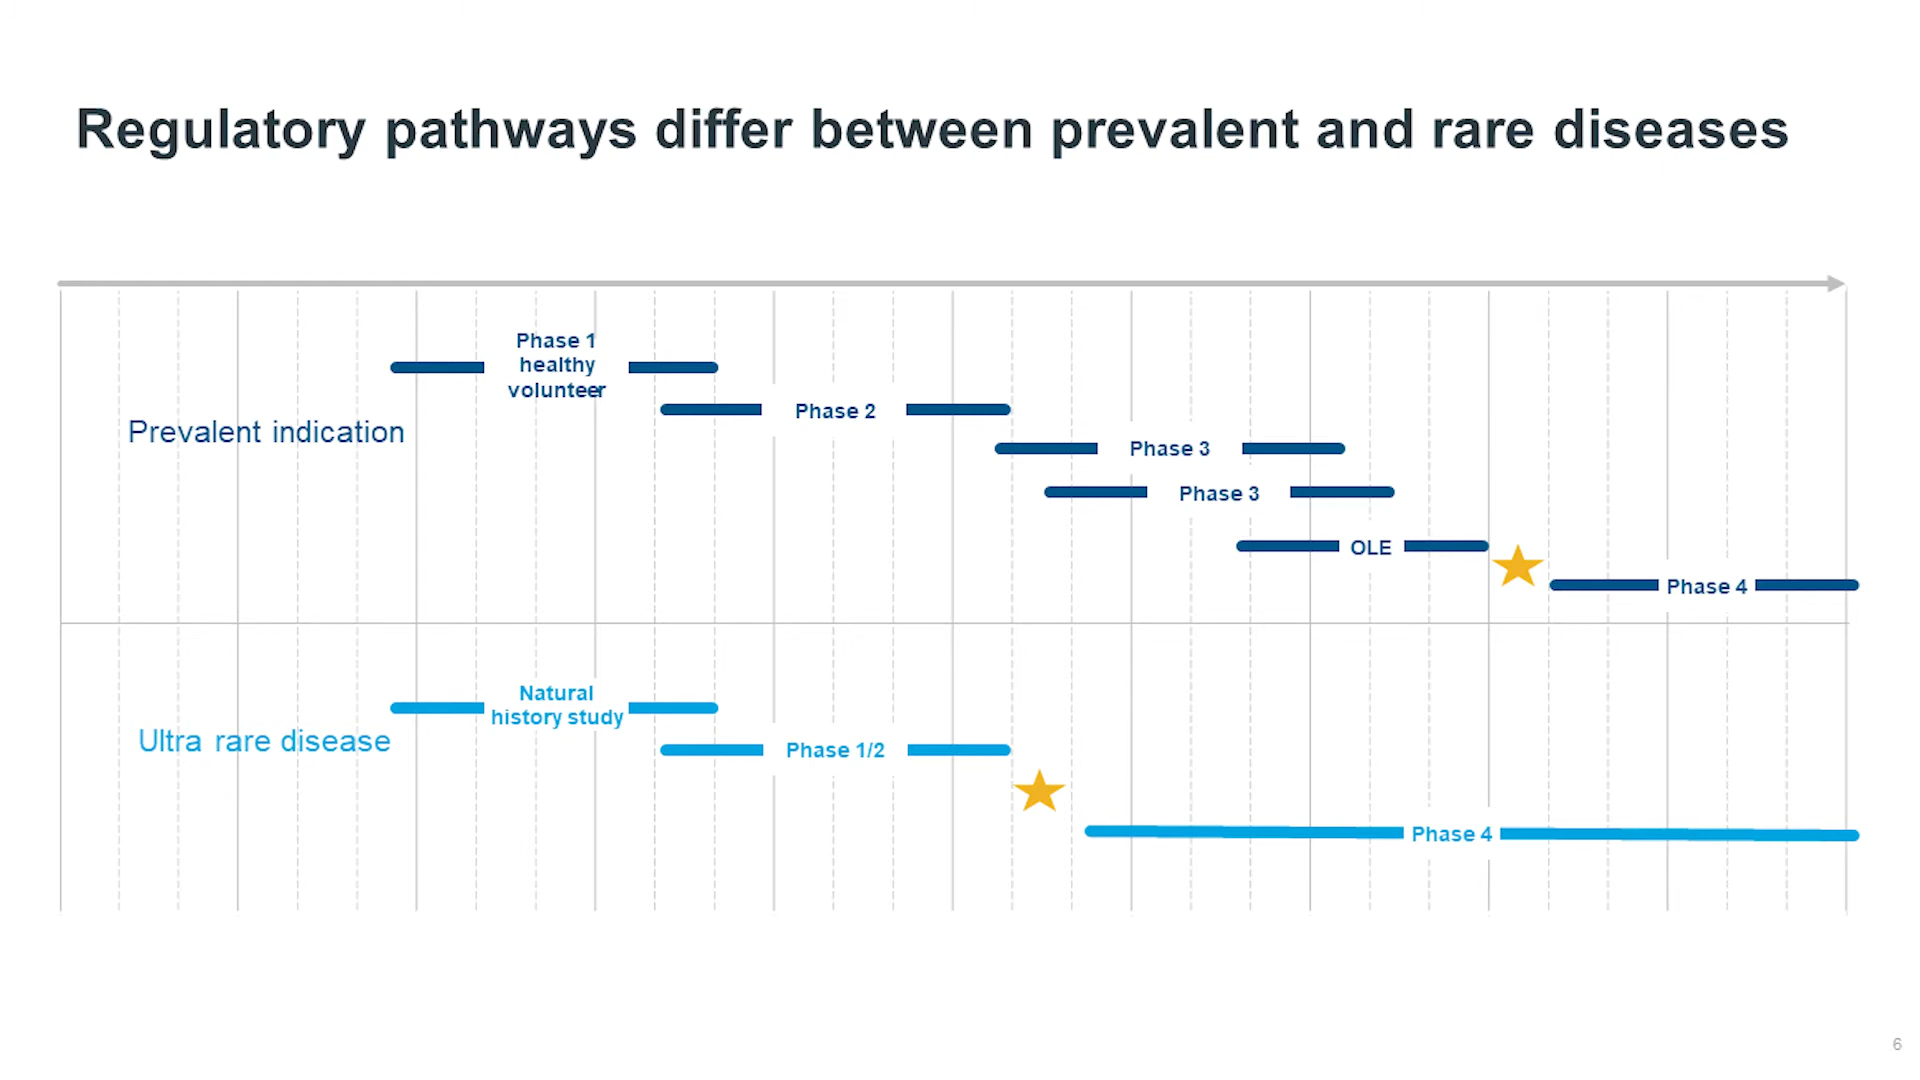 Regulatory pathways differ between prevalent and rare diseases
Phase 1
healthy
volunteer
Phase 2
Prevalent indication
Phase 3
Phase 3
OLE
Phase 4
Natural
history study
Ultra rare disease
Phase 1/2
Phase 4
6